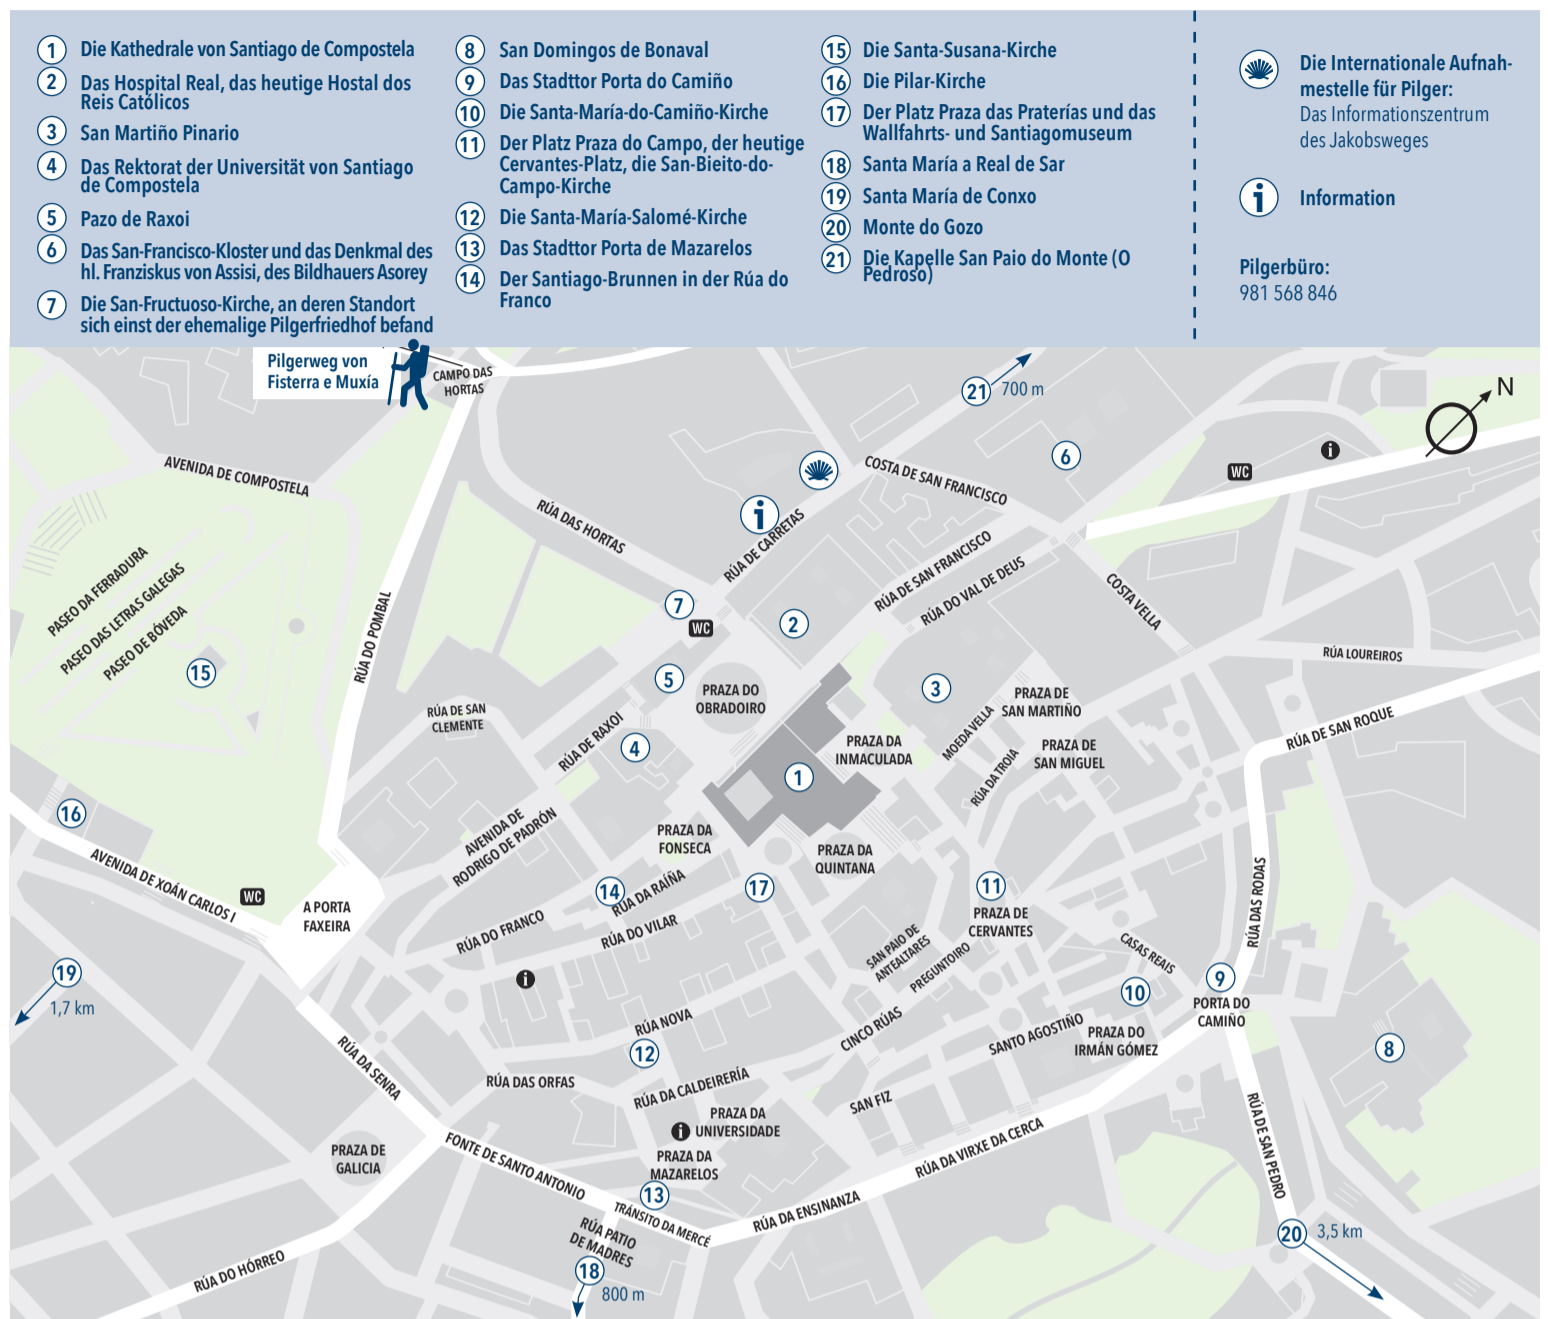 1 Die Kathedrale von Santiago de Compostela
2 Das Hospital Real, das heutige Hostal dos
Reis Católicos
3 San Martiño Pinario
4 Das Rektorat der Universität von Santiago
de Compostela
5 Pazo de Raxoi
6 Das San-Francisco-Kloster und das Denkmal des
hl. Franziskus von Assisi, des Bildhauers Asorey
7 Die San-Fructuoso-Kirche, an deren Standort
sich einst der ehemalige Pilgerfriedhof befand
8 San Domingos de Bonaval
9 Das Stadttor Porta do Camiño
10 Die Santa-María-do-Camiño-Kirche
11 Der Platz Praza do Campo, der heutige
Cervantes-Platz, die San-Bieito-do-
Campo-Kirche
12 Die Santa-María-Salomé-Kirche
13 Das Stadttor Porta de Mazarelos
14 Der Santiago-Brunnen in der Rúa do
Franco
15 Die Santa-Susana-Kirche
16 Die Pilar-Kirche
17 Der Platz Praza das Praterías und das
Wallfahrts- und Santiagomuseum
18 Santa María a Real de Sar
19 Santa María de Conxo
20 Monte do Gozo
21 Die Kapelle San Paio do Monte (O
Pedroso)
Die Internationale Aufnah-
mestelle für Pilger:
Das Informationszentrum
des Jakobsweges
i Information
Pilgerbüro:
981 568 846
Pilgerweg von
Fisterra e Muxía
CAMPO DAS
HORTAS
21 700 m
N
6
i
WC
AVENIDA DE COMPOSTELA
COSTA DE SAN FRANCISCO
RÚA DAS HORTAS
i
RÚA DE CARRETAS
RÚA DE SAN FRANCISCO
RÚA DO VAL DE DEUS
COSTA VELLA
PASEO DA FERRADURA
PASEO DAS LETRAS GALEGAS
PASEO DE BÓVEDA
15
RÚA DO POMBAL
7
WC
2
RÚA LOUREIROS
5
PRAZA DO
OBRADOIRO
3
PRAZA DE
SAN MARTIÑO
MOEDA VELLA
RÚA DE SAN
CLEMENTE
RÚA DE RAXOI
4
PRAZA DA
INMACULADA
PRAZA DE
SAN MIGUEL
RÚA DA TROIA
RÚA DE SAN ROQUE
1
16
AVENIDA DE
RODRIGO DE PADRÓN
PRAZA DA
FONSECA
PRAZA DA
QUINTANA
AVENIDA DE XOÁN CARLOS I
WC
A PORTA
FAXEIRA
14
RÚA DA RAÍÑA
17
11
PRAZA DE
CERVANTES
RÚA DAS RODAS
RÚA DO FRANCO
RÚA DO VILAR
SAN PAIO DE
ANTEALTARES
PREGUNTOIRO
CASAS REAIS
19
1,7 km
i
10
9
PORTA DO
CAMIÑO
RÚA NOVA
CINCO RÚAS
SANTO AGOSTIÑO
PRAZA DO
IRMÁN GÓMEZ
8
12
RÚA DA SENRA
RÚA DAS ORFAS
RÚA DA CALDEIRERÍA
SAN FIZ
i
PRAZA DA
UNIVERSIDADE
PRAZA DE
GALICIA
FONTE DE SANTO ANTONIO
PRAZA DA
MAZARELOS
13
RÚA DA VIRXE DA CERCA
RÚA DE SAN PEDRO
TRÁNSITO DA MERCÉ
RÚA DA ENSINANZA
RÚA PATIO
DE MADRES
20 3,5 km
RÚA DO HÓRREO
18
800 m